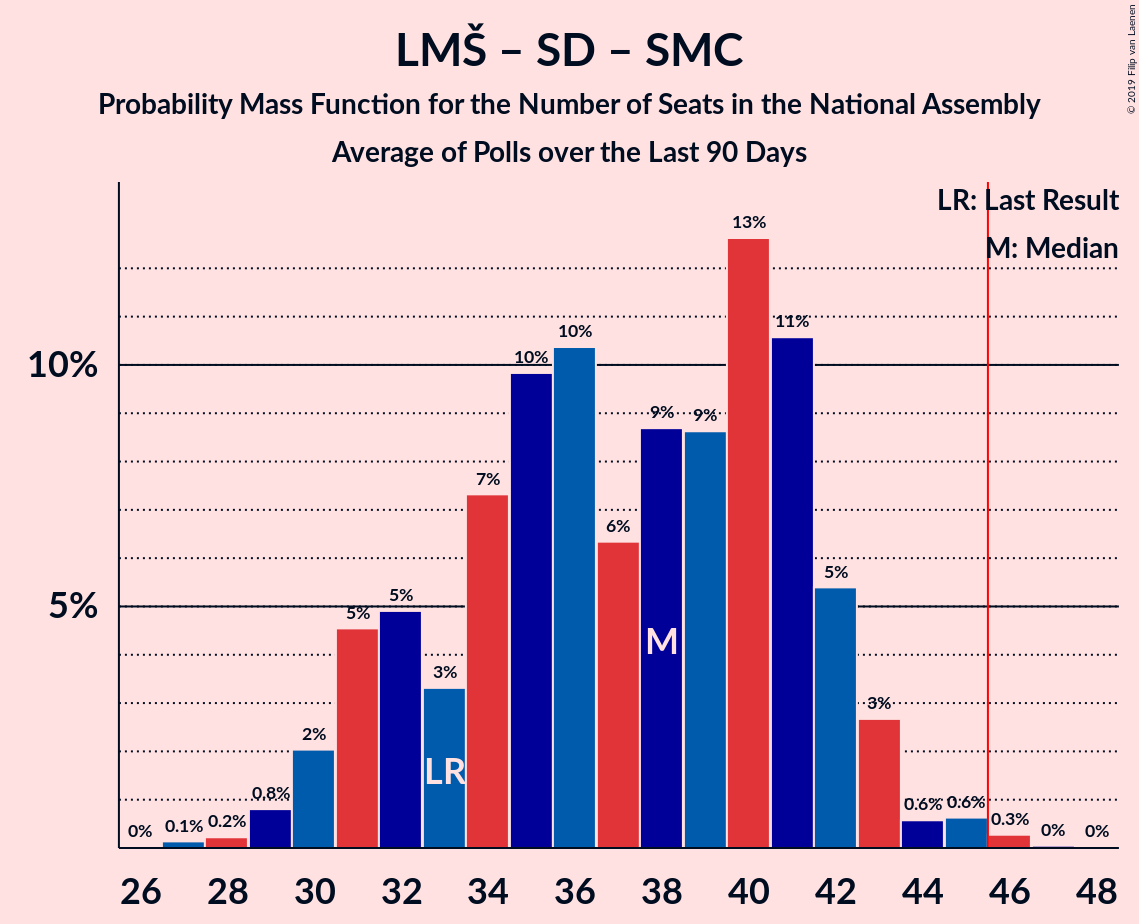 LMŠ – SD – SMC
Probability Mass Function for the Number of Seats in the National Assembly
Average of Polls over the Last 90 Days
© 2019 Filip van Laenen
LR: Last Result
M: Median
10%
5%
0%
0.1%
0.2%
0.8%
2%
5%
5%
3%
7%
10%
10%
6%
9%
9%
13%
11%
5%
3%
0.6%
0.6%
0.3%
0%
0%
LR
M
26 28 30 32 34 36 38 40 42 44 46 48